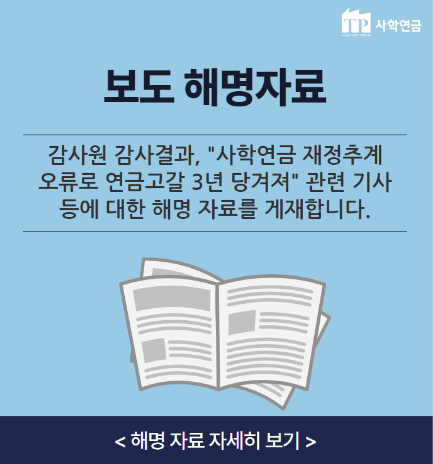 TP 사학연금
보도 해명자료
감사원 감사결과, "사학연금 재정추계
오류로 연금고갈 3년 당겨져" 관련 기사
등에 대한 해명 자료를 게재합니다.
< 해명 자료 자세히 보기 >